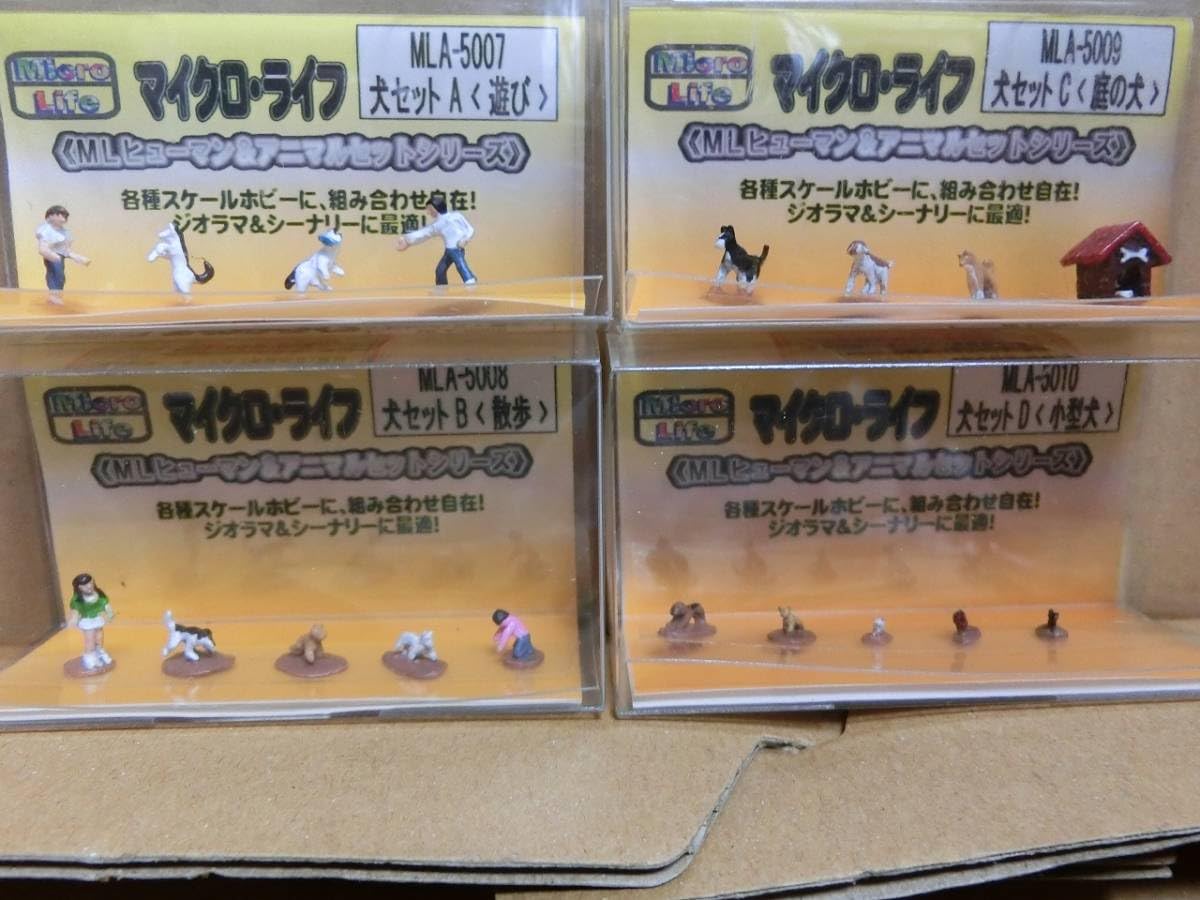 Micro
Life
マイクロ・ライフ
MLA-5007
犬セット A < 遊び >
《MLヒューマン&アニマルセットシリーズ》
各種スケールホビーに、組み合わせ自在!
ジオラマ&シーナリーに最適!
Micro
Life
マイクロ・ライフ
MLA-5009
犬セット C < 庭の犬 >
《MLヒューマン&アニマルセットシリーズ》
各種スケールホビーに、組み合わせ自在!
ジオラマ&シーナリーに最適!
Micro
Life
マイクロ・ライフ
MLA-5008
犬セット B < 散歩 >
《MLヒューマン&アニマルセットシリーズ》
各種スケールホビーに、組み合わせ自在!
ジオラマ&シーナリーに最適!
Micro
Life
マイクロ・ライフ
MLA-5010
犬セット D < 小型犬 >
《MLヒューマン&アニマルセットシリーズ》
各種スケールホビーに、組み合わせ自在!
ジオラマ&シーナリーに最適!